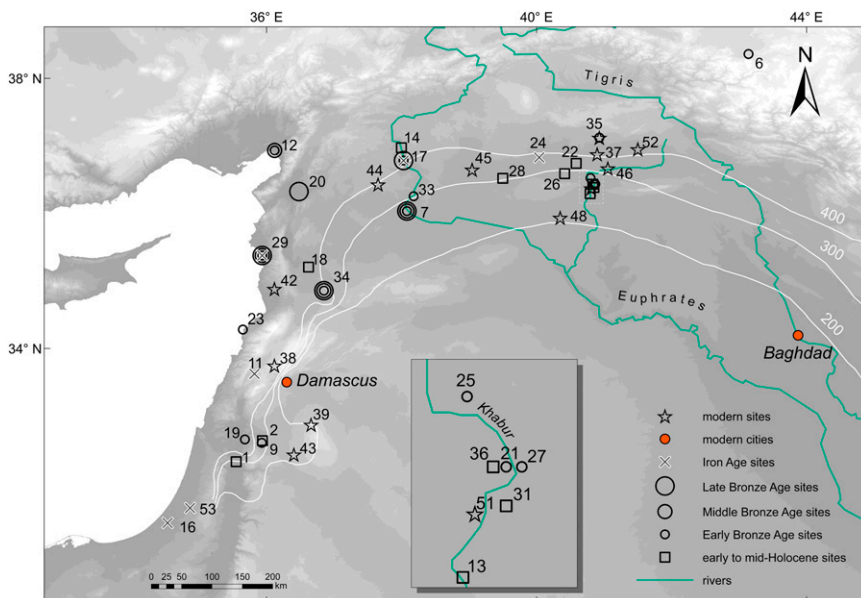 36° E 40° E 44° E
38° N
34° N
N
Tigris
6
12
14
17
24
35
22
37
52
45
28
26
46
44
33
7
20
48
400
300
200
29
18
34
42
Euphrates
23
11
38
Damascus
Baghdad
39
19
2
9
43
1
53
16
25
Khabur
36
21
27
31
51
13
modern sites
modern cities
Iron Age sites
Late Bronze Age sites
Middle Bronze Age sites
Early Bronze Age sites
early to mid-Holocene sites
rivers
0 25 50 100 150 200
km